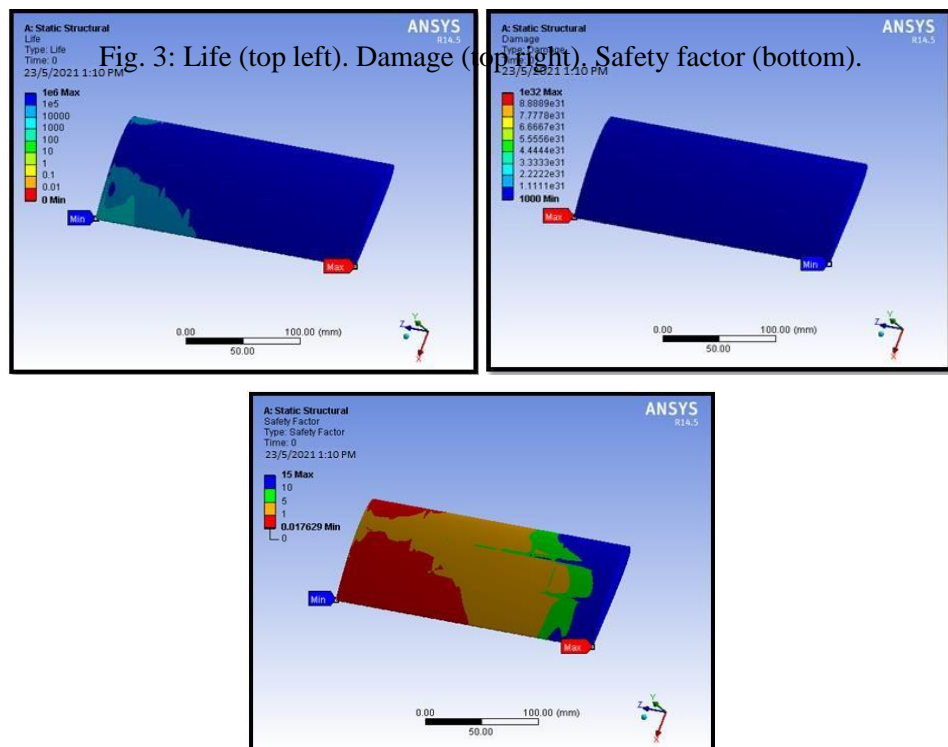 Fig. 3: Life (top left). Damage (top right). Safety factor (bottom).
A: Static Structural
Life
Type: Life
Time: 0
23/5/2021 1:10 PM
ANSYS
R14.5
1e6 Max
1e5
10000
1000
100
10
1
0.1
0.01
0 Min
Min
Max
0.00 100.00 (mm)
50.00
Y
Z
X
A: Static Structural
Damage
Type: Damage
Time: 0
23/5/2021 1:10 PM
ANSYS
R14.5
1e32 Max
8.8889e31
7.7778e31
6.6667e31
5.5556e31
4.4444e31
3.3333e31
2.2222e31
1.1111e31
1000 Min
Max
Min
0.00 100.00 (mm)
50.00
Y
Z
X
A: Static Structural
Safety Factor
Type: Safety Factor
Time: 0
23/5/2021 1:10 PM
ANSYS
R14.5
15 Max
10
5
1
0.017629 Min
0
Min
Max
0.00 100.00 (mm)
50.00
Y
Z
X